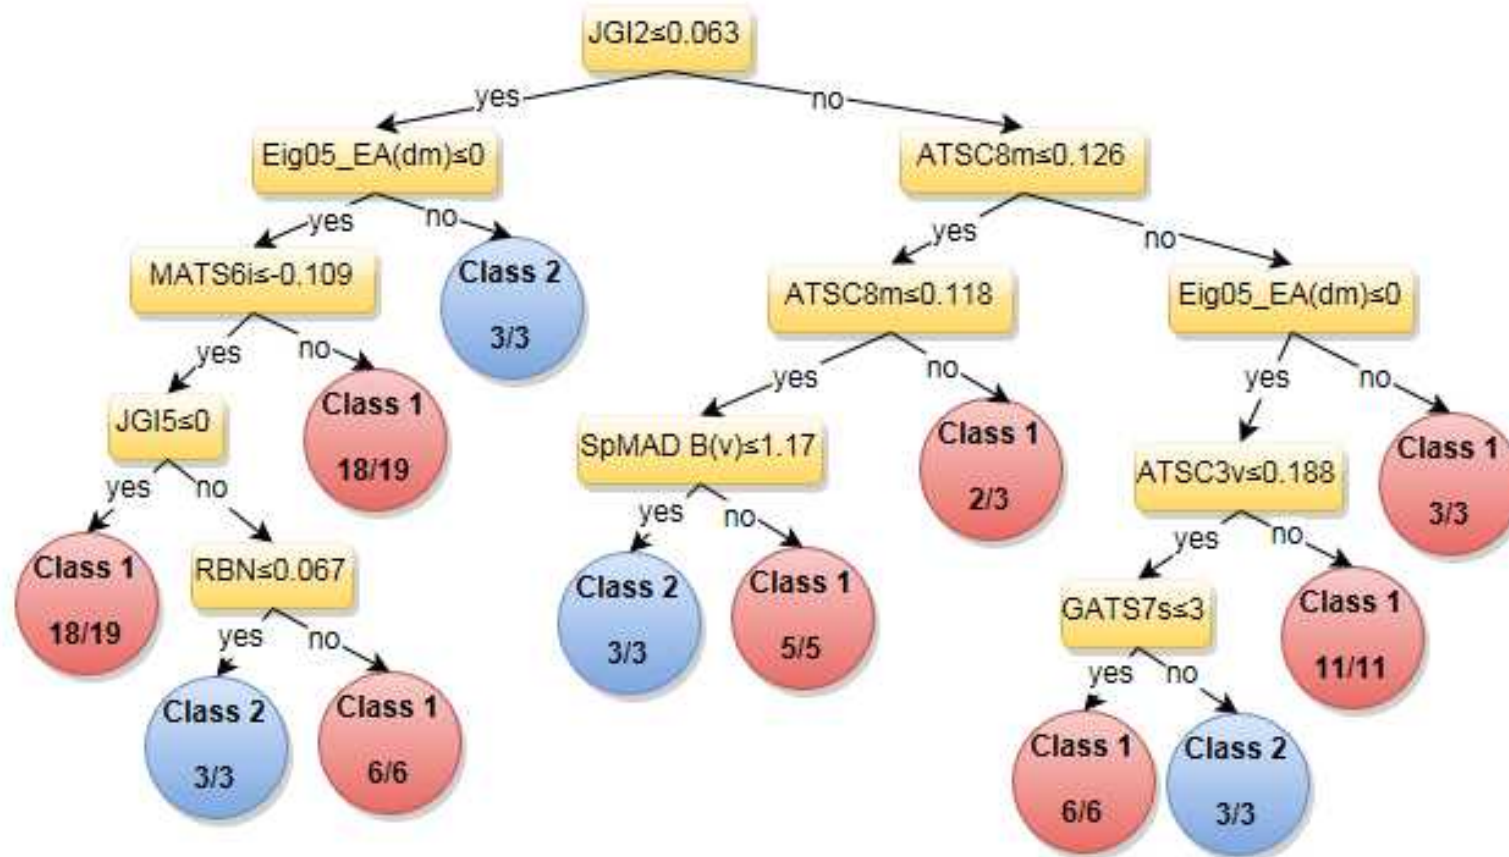 JGI2≤0.063
yes
no
Eig05_EA(dm)≤0
ATSC8m≤0.126
yes
no
yes
no
MATS6i≤-0.109
Class 2
3/3
ATSC8m≤0.118
Eig05_EA(dm)≤0
yes
no
yes
no
yes
no
JGI5≤0
Class 1
18/19
SpMAD B(v)≤1.17
Class 1
2/3
ATSC3v≤0.188
Class 1
3/3
yes
no
yes
no
yes
no
Class 1
18/19
RBN≤0.067
Class 2
3/3
Class 1
5/5
GATS7s≤3
Class 1
11/11
yes
no
yes
no
Class 2
3/3
Class 1
6/6
Class 1
6/6
Class 2
3/3